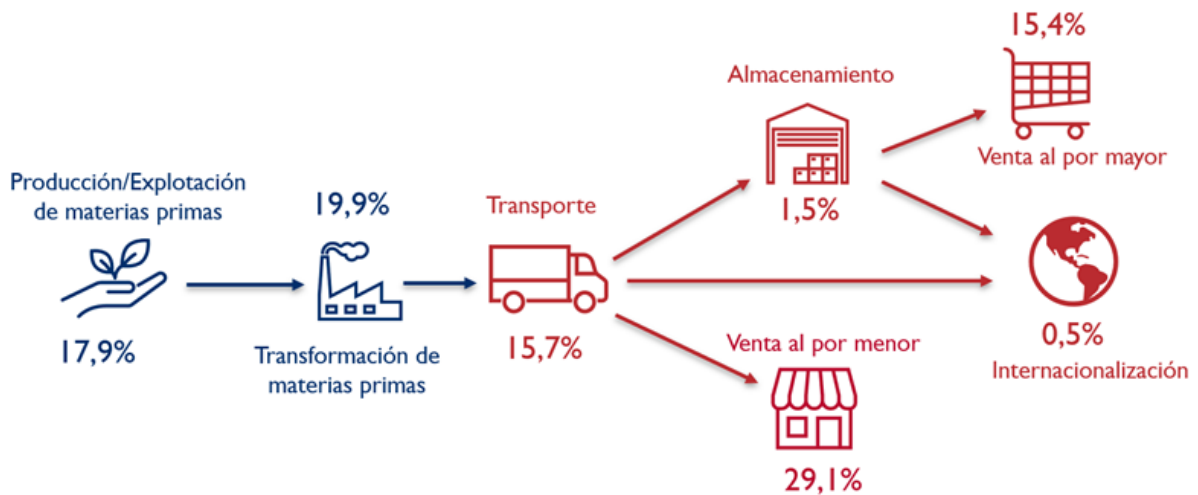 Producción/Explotación
de materias primas
17,9%
19,9%
Transformación de
materias primas
Transporte
15,7%
Almacenamiento
1,5%
15,4%
Venta al por mayor
0,5%
Internacionalización
Venta al por menor
29,1%